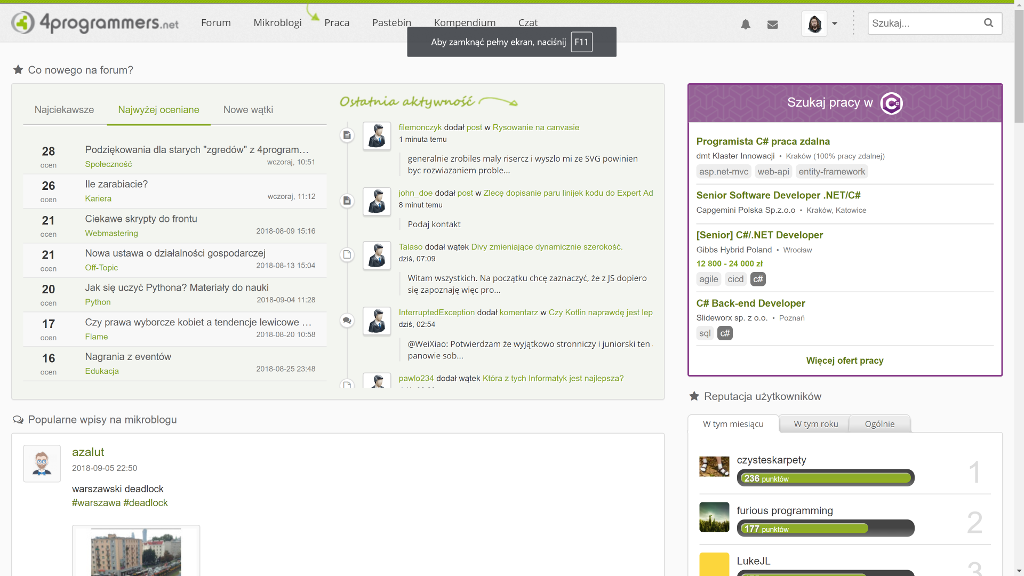 4programmers.net
Forum
Mikroblogi
Praca
Pastebin
Kompendium
Czat
Szukaj...
Aby zamknąć pełny ekran, naciśnij F11
Co nowego na forum?
Najciekawsze
Najwyżej oceniane
Nowe wątki
28 ocen
Podziękowania dla starych "zgredów" z 4program…
Społeczność
wczoraj, 10:51
26 ocen
Ile zarabiacie?
Kariera
wczoraj, 11:12
21 ocen
Ciekawe skrypty do frontu
Webmastering
2018-08-09 15:16
21 ocen
Nowa ustawa o działalności gospodarczej
Off-Topic
2018-08-13 15:04
20 ocen
Jak się uczyć Pythona? Materiały do nauki
Python
2018-09-04 11:28
17 ocen
Czy prawa wyborcze kobiet a tendencje lewicowe …
Flame
2018-08-20 10:58
16 ocen
Nagrania z eventów
Edukacja
2018-08-25 23:48
Ostatnia aktywność
filemonczyk dodał post w Rysowanie na canvasie
1 minuta temu
generalnie zrobiles maly risercz i wyszlo mi ze SVG powinien
byc rozwiazaniem proble...
john_doe dodał post w Zlecę dopisanie paru linijek kodu do Expert Ad
8 minut temu
Podaj kontakt
Talaso dodał wątek Divy zmieniające dynamicznie szerokość.
dziś, 07:09
Witam wszystkich. Na początku chcę zaznaczyć, że z JS dopiero
się zapoznaję więc pro...
InterruptedException dodał komentarz w Czy Kotlin naprawdę jest lep
dziś, 02:54
@WeiXiao: Potwierdzam że wyjątkowo stronniczy i juniorski ten
panowie sob...
pawlo234 dodał wątek Która z tych Informatyk jest najlepsza?
Szukaj pracy w C#
Programista C# praca zdalna
dmt Klaster Innowacji • Kraków (100% pracy zdalnej)
asp.net-mvc web-api entity-framework
Senior Software Developer .NET/C#
Capgemini Polska Sp.z.o.o • Kraków, Katowice
[Senior] C#/.NET Developer
Gibbs Hybrid Poland • Wrocław
12 800 - 24 000 zł
agile cicd c#
C# Back-end Developer
Slideworx sp. z o.o. • Poznań
sql c#
Więcej ofert pracy
Popularne wpisy na mikroblogu
azalut
2018-09-05 22:50
warszawski deadlock
#warszawa #deadlock
Reputacja użytkowników
W tym miesiącu
W tym roku
Ogólnie
czysteskarpety
236 punktów
1
furious programming
177 punktów
2
LukeJL
3